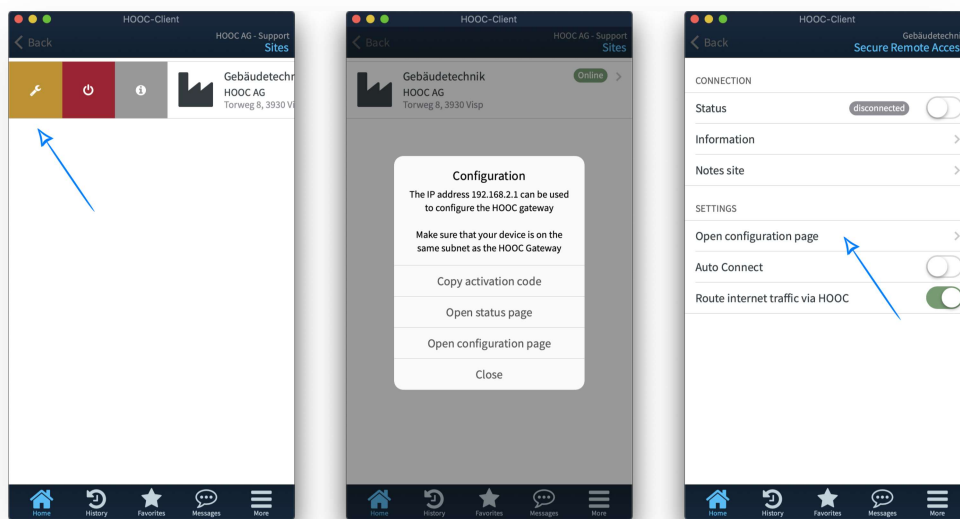 HOOC-Client
Back
HOOC AG - Support
Sites
Gebäudetechn
HOOC AG
Torweg 8, 3930 Vi
Home
History
Favorites
Messages
More
HOOC-Client
Back
HOOC AG - Support
Sites
Gebäudetechnik
Online
HOOC AG
Torweg 8, 3930 Visp
Configuration
The IP address 192.168.2.1 can be used
to configure the HOOC gateway
Make sure that your device is on the
same subnet as the HOOC Gateway
Copy activation code
Open status page
Open configuration page
Close
Home
History
Favorites
Messages
More
HOOC-Client
Back
Gebäudetechni
Secure Remote Acces
CONNECTION
Status
disconnected
Information
Notes site
SETTINGS
Open configuration page
Auto Connect
Route internet traffic via HOOC
Home
History
Favorites
Messages
More